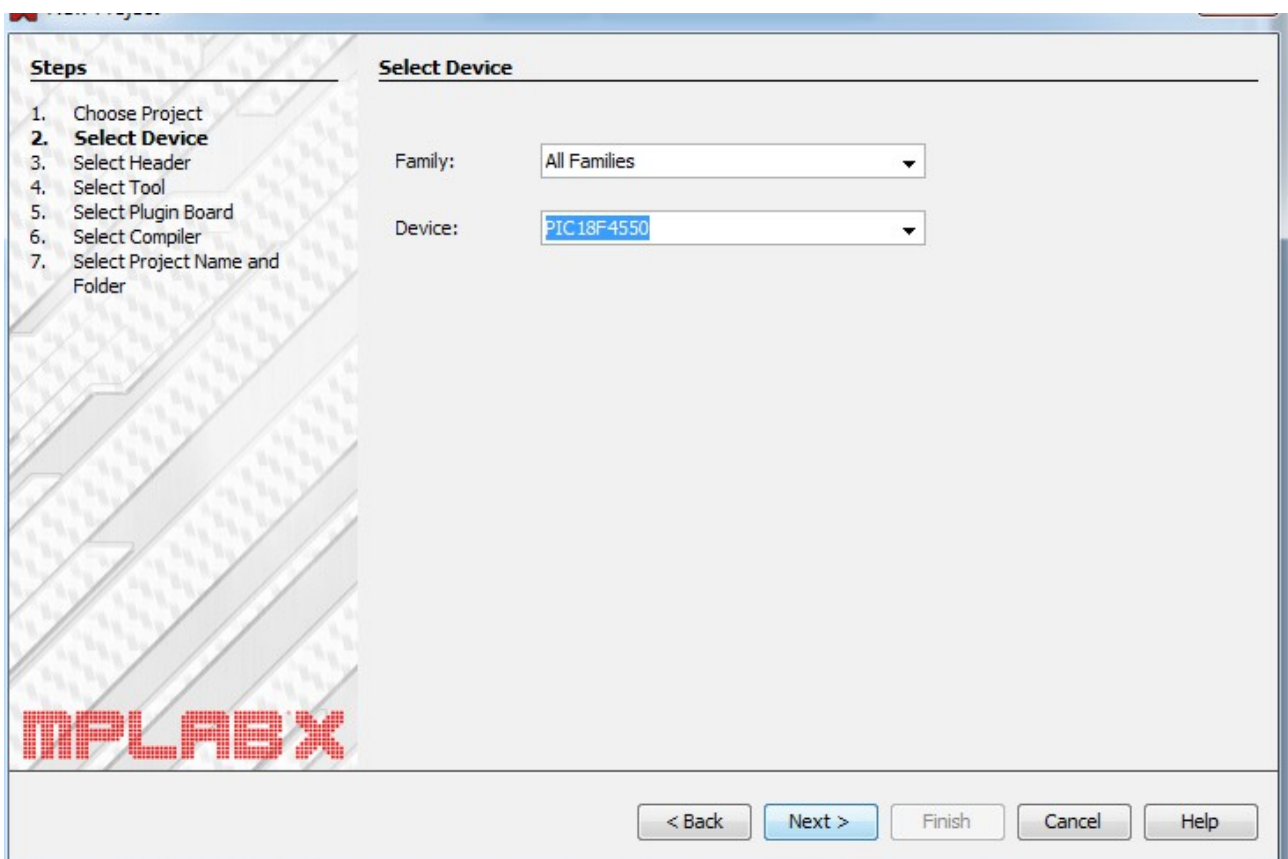 Steps
1. Choose Project
2. Select Device
3. Select Header
4. Select Tool
5. Select Plugin Board
6. Select Compiler
7. Select Project Name and
Folder
MPLAB X
Select Device
Family: All Families
Device: PIC18F4550
< Back Next > Finish Cancel Help